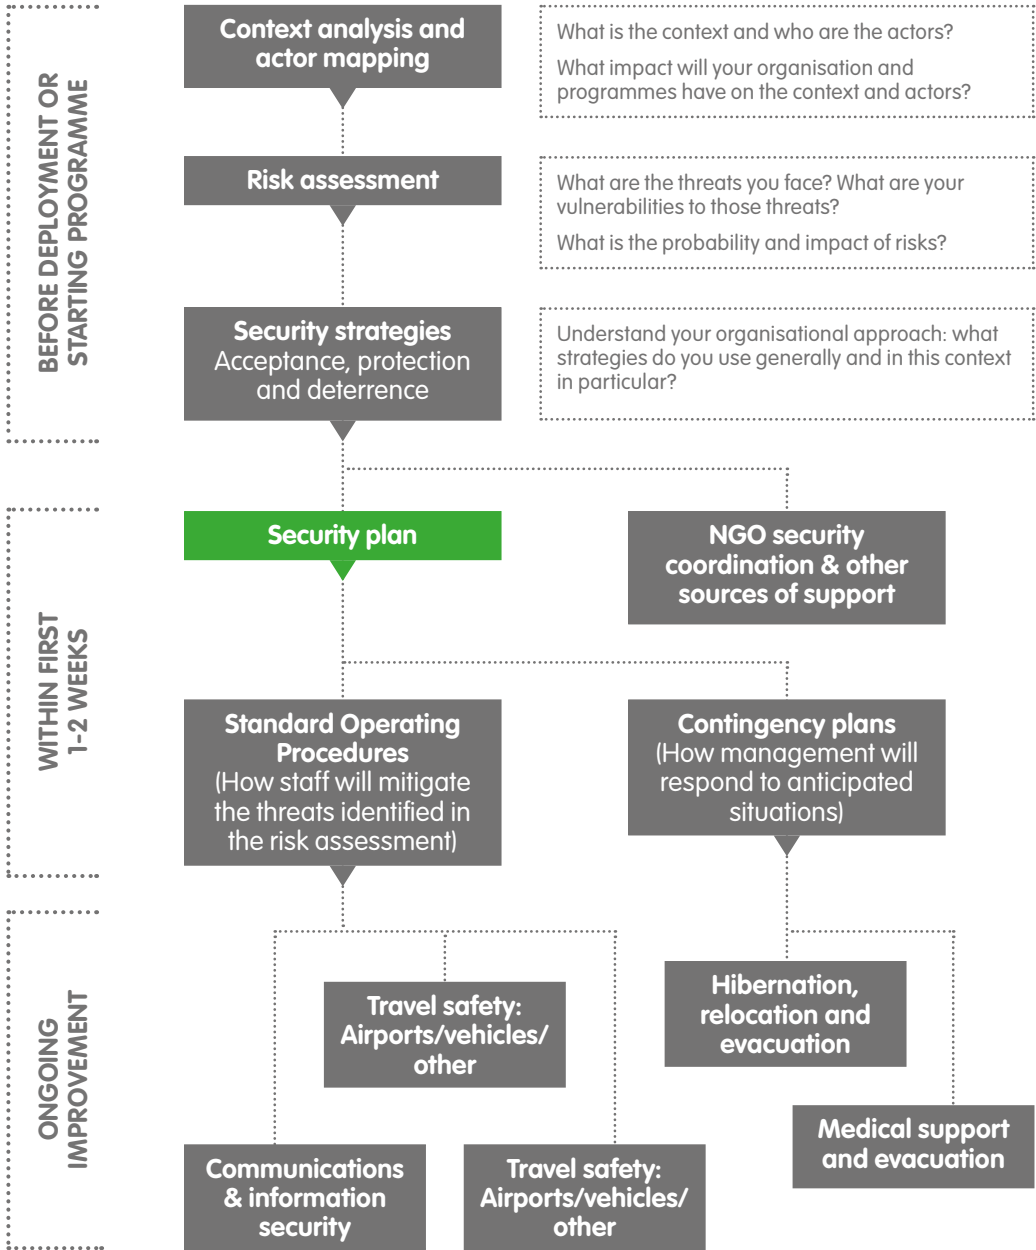 BEFORE DEPLOYMENT OR
STARTING PROGRAMME
Context analysis and
actor mapping
What is the context and who are the actors?
What impact will your organisation and
programmes have on the context and actors?
Risk assessment
What are the threats you face? What are your
vulnerabilities to those threats?
What is the probability and impact of risks?
Security strategies
Acceptance, protection
and deterrence
Understand your organisational approach: what
strategies do you use generally and in this context
in particular?
WITHIN FIRST
1-2 WEEKS
Security plan
NGO security
coordination & other
sources of support
Standard Operating
Procedures
(How staff will mitigate
the threats identified in
the risk assessment)
Contingency plans
(How management will
respond to anticipated
situations)
ONGOING
IMPROVEMENT
Travel safety:
Airports/vehicles/
other
Hibernation,
relocation and
evacuation
Communications
& information
security
Travel safety:
Airports/vehicles/
other
Medical support
and evacuation